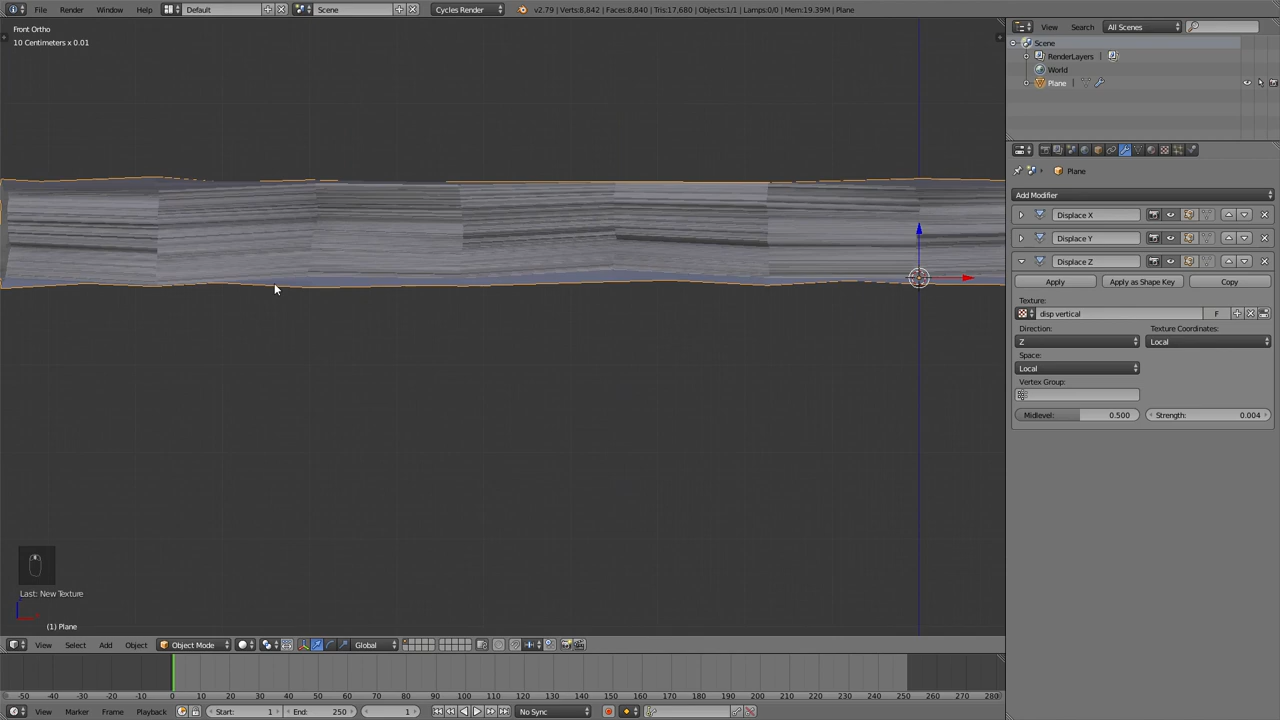 File Render Window Help Default Scene Cycles Render v2.79 | Verts:8,842 | Faces:8,840 | Tris:17,680 | Objects:1/1 | Lamps:0/0 | Mem:19.39M | Plane
Front Ortho
10 Centimeters x 0.01
View Search All Scenes
Scene
RenderLayers
World
Plane
Plane
Add Modifier
Displace X
Displace Y
Displace Z
Apply Apply as Shape Key Copy
Texture:
disp vertical F
Direction: Texture Coordinates:
Z Local
Space:
Local
Vertex Group:
Midlevel: 0.500 Strength: 0.004
Last: New Texture
(1) Plane
View Select Add Object Object Mode Global
-50 -40 -30 -20 -10 0 10 20 30 40 50 60 70 80 90 100 110 120 130 140 150 160 170 180 190 200 210 220 230 240 250 260 270 280
View Marker Frame Playback Start: 1 End: 250 1 No Sync